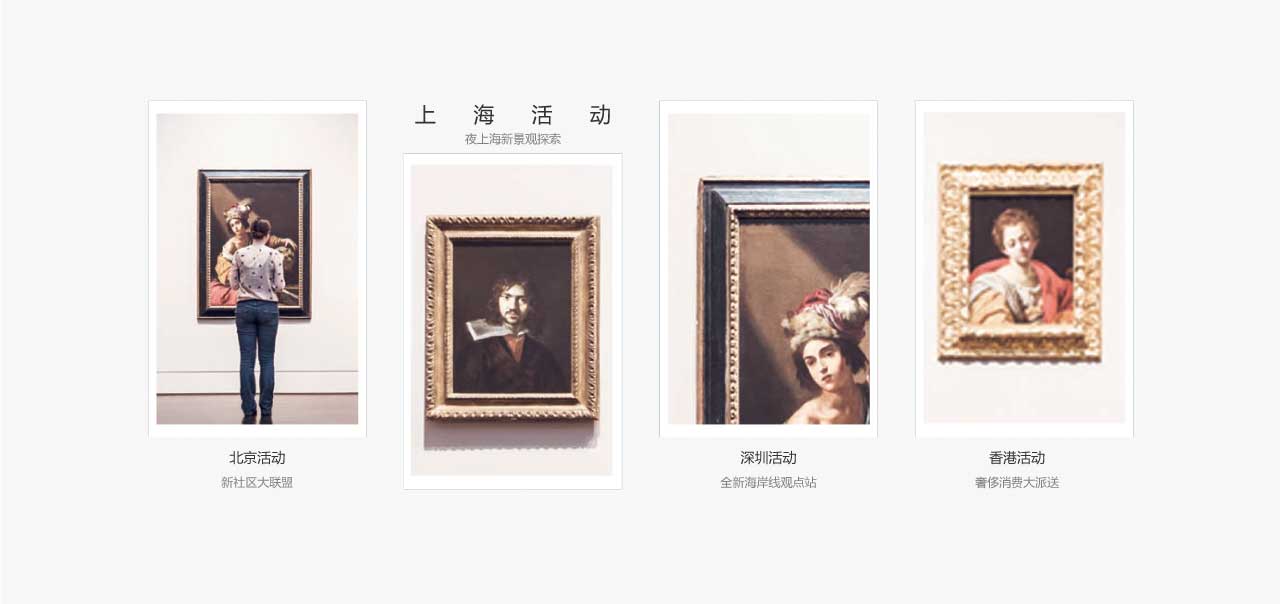 上海活动
夜上海新景观探索
北京活动
新社区大联盟
深圳活动
全新海岸线观点站
香港活动
奢侈消费大派送